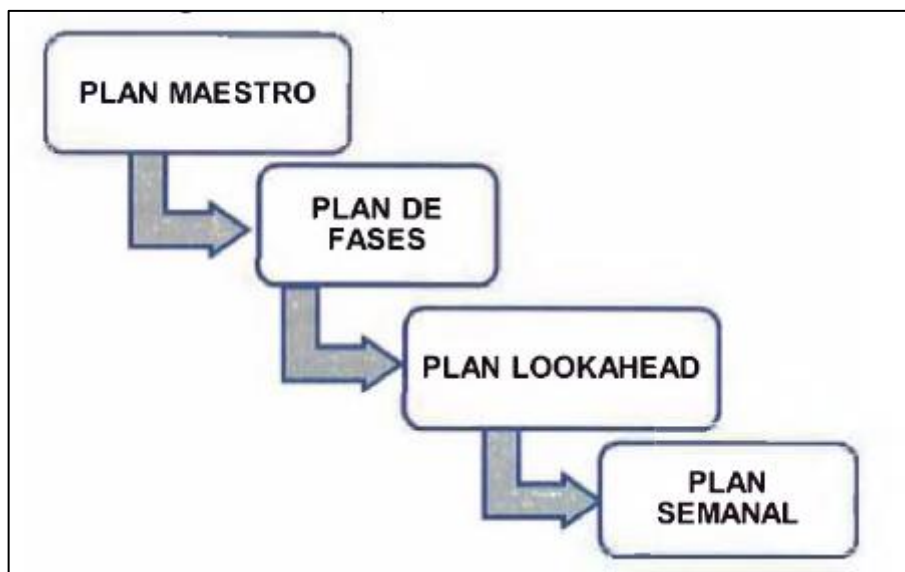 PLAN MAESTRO
PLAN DE
FASES
PLAN LOOKAHEAD
PLAN
SEMANAL